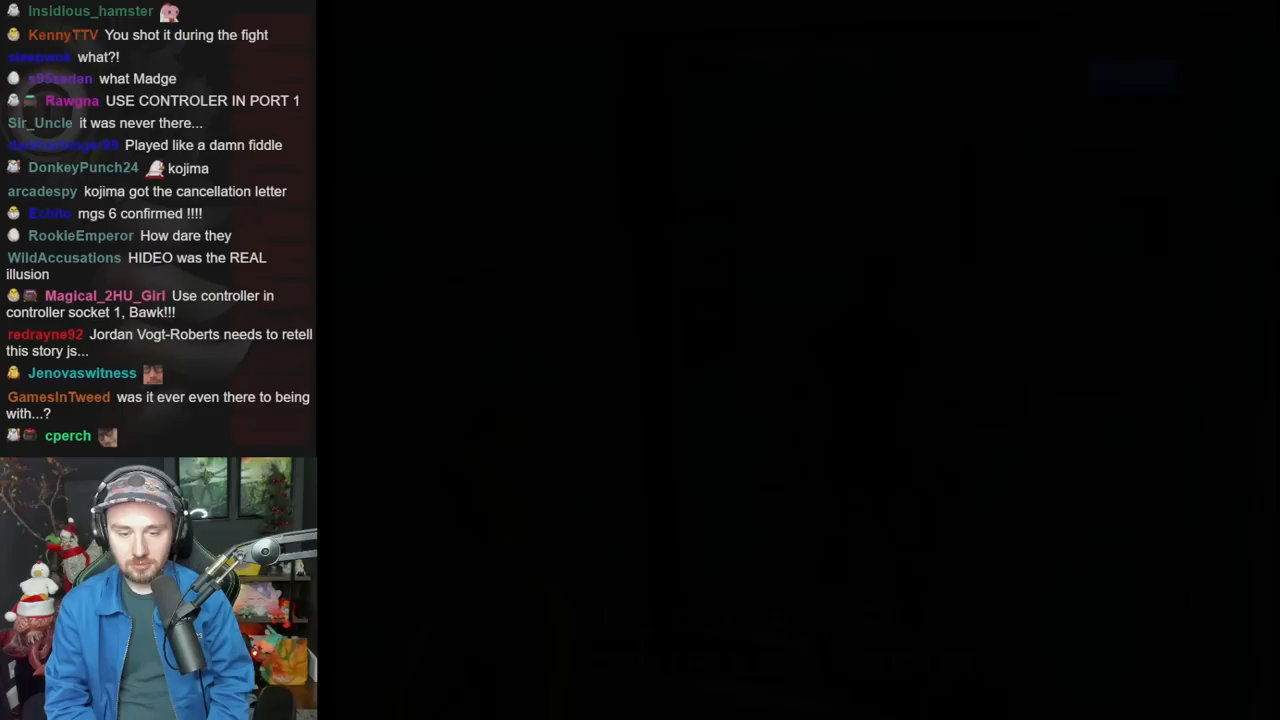 insidious_hamster
KennyTTV You shot it during the fight
sleepwok what?!
s95sedan what Madge
Rawgna USE CONTROLER IN PORT 1
Sir_Uncle it was never there...
Played like a damn fiddle
DonkeyPunch24 kojima
arcadespy kojima got the cancellation letter
Echito mgs 6 confirmed !!!!
RookieEmperor How dare they
WildAccusations HIDEO was the REAL
illusion
Magical_2HU_Girl Use controller in
controller socket 1, Bawk!!!
redrayne92 Jordan Vogt-Roberts needs to retell
this story js...
Jenovaswitness
GamesInTweed was it ever even there to being
with...?
cperch